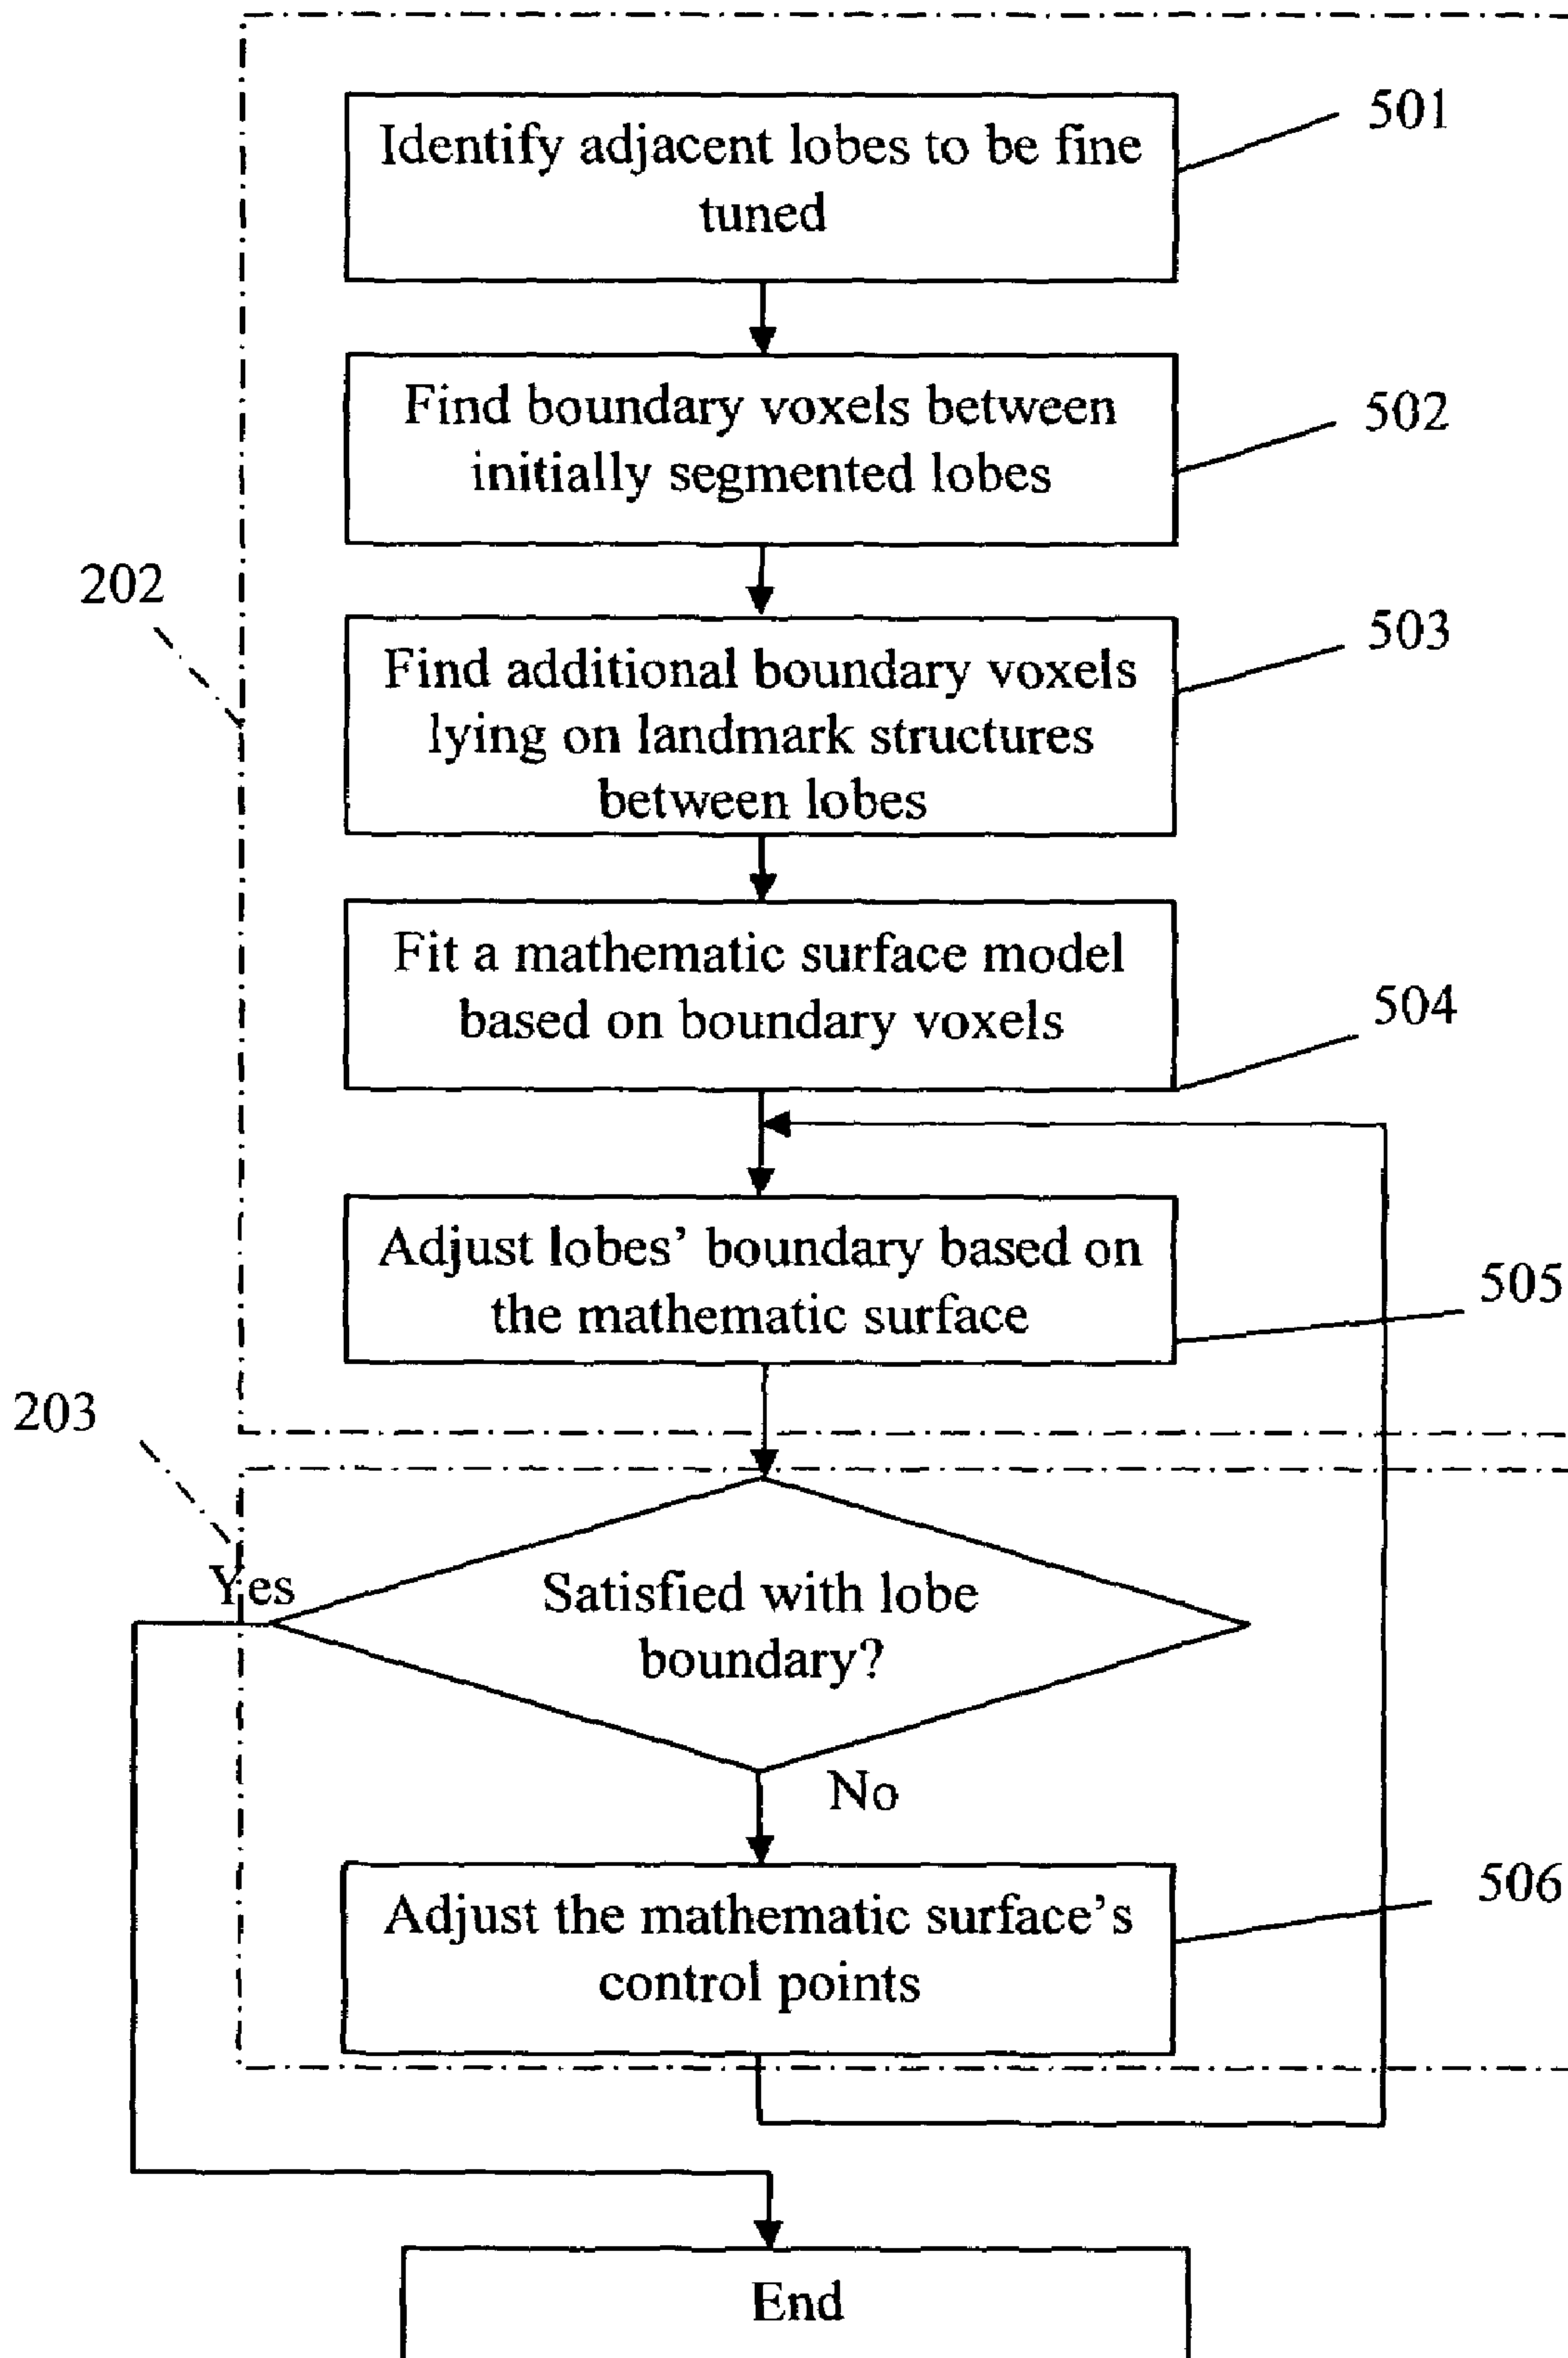 Identify adjacent lobes to be fine
tuned
501
Find boundary voxels between
initially segmented lobes
502
202
Find additional boundary voxels
lying on landmark structures
between lobes
503
Fit a mathematic surface model
based on boundary voxels
504
Adjust lobes’ boundary based on
the mathematic surface
505
203
Yes
Satisfied with lobe
boundary?
No
Adjust the mathematic surface’s
control points
506
End